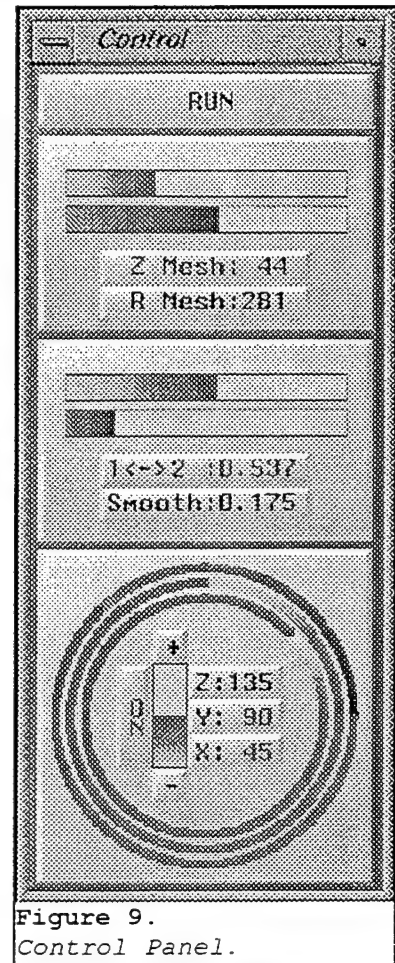 Control
RUN
Z Mesh: 44
R Mesh:281
1<->2 :0.537
Smooth:0.175
+
Z:135
Y: 90
X: 45
-
Figure 9.
Control Panel.